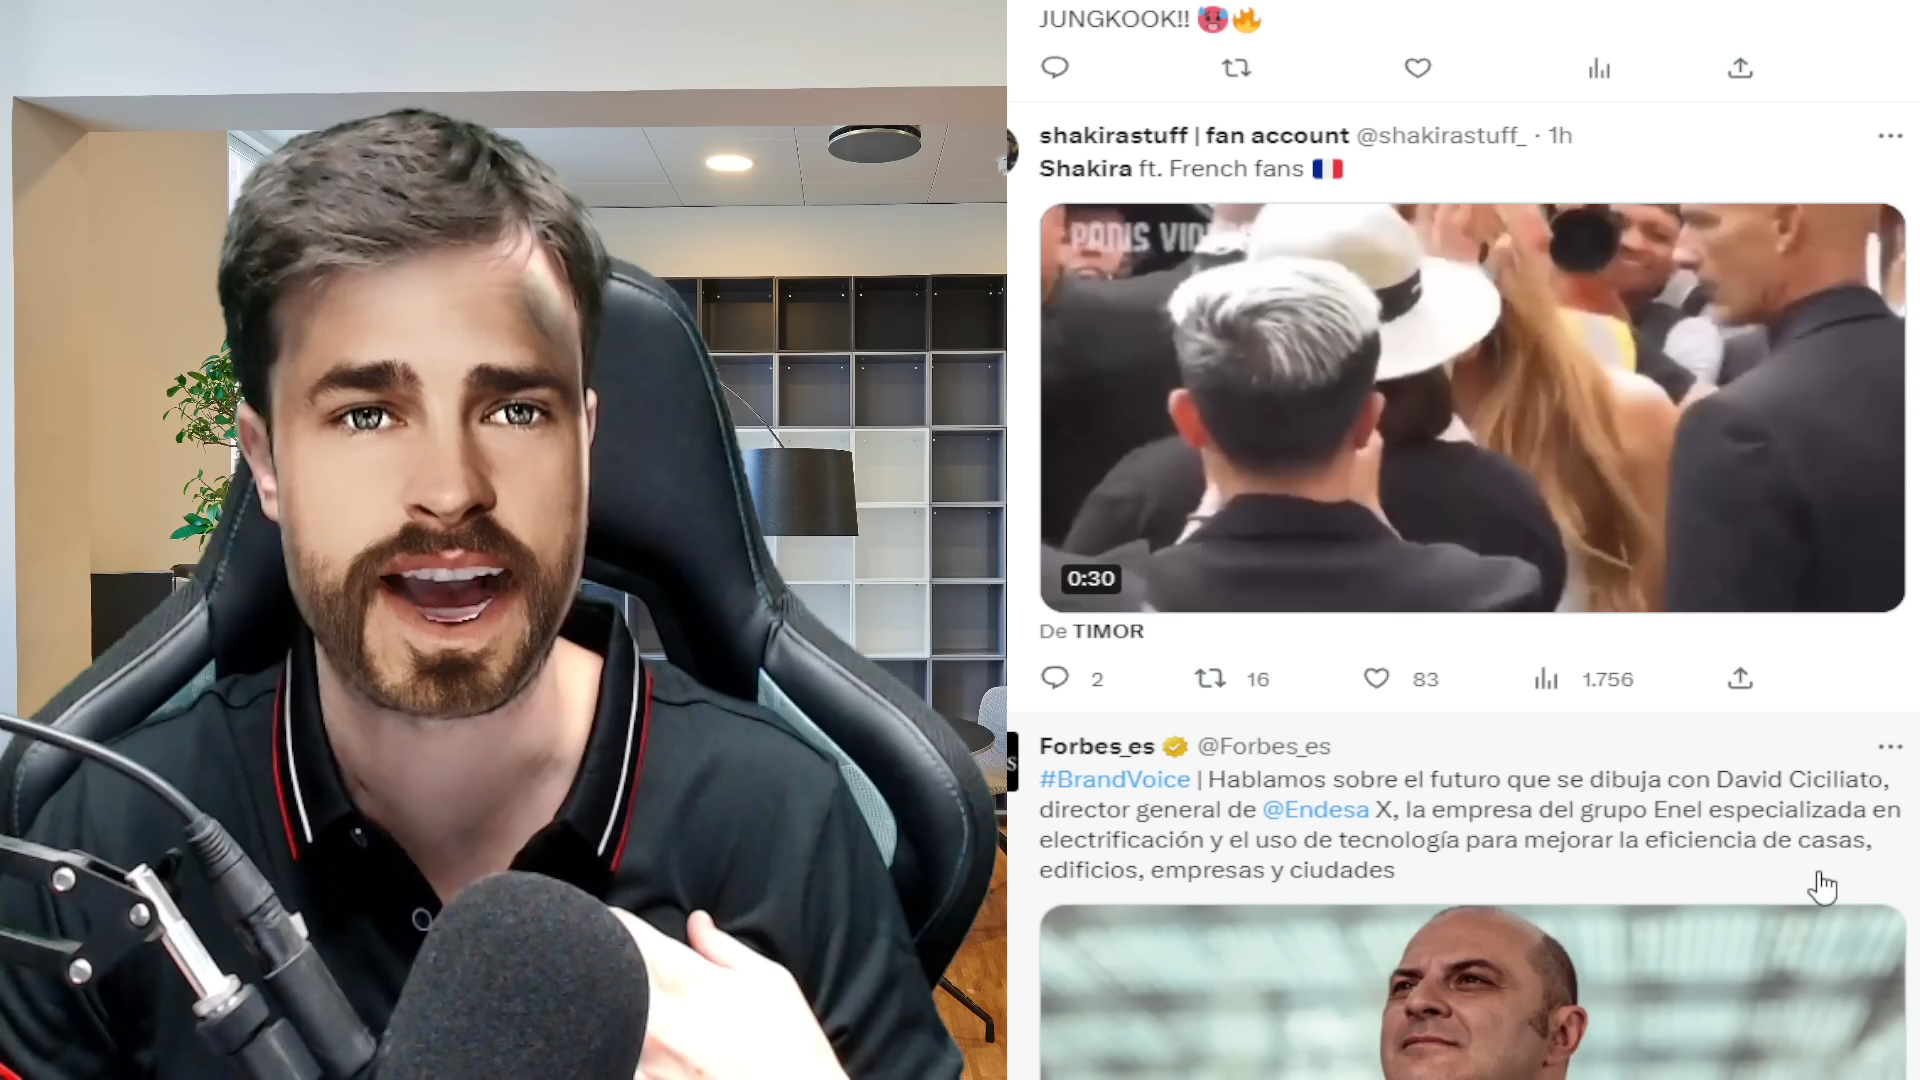 JUNGKOOK!! 🥵🔥
shakirastuff | fan account @shakirastuff_ · 1h
Shakira ft. French fans 🇫🇷
PARIS
0:30
De TIMOR
2 16 83 1.756
Forbes_es @Forbes_es
#BrandVoice | Hablamos sobre el futuro que se dibuja con David Ciciliato,
director general de @Endesa X, la empresa del grupo Enel especializada en
electrificación y el uso de tecnología para mejorar la eficiencia de casas,
edificios, empresas y ciudades